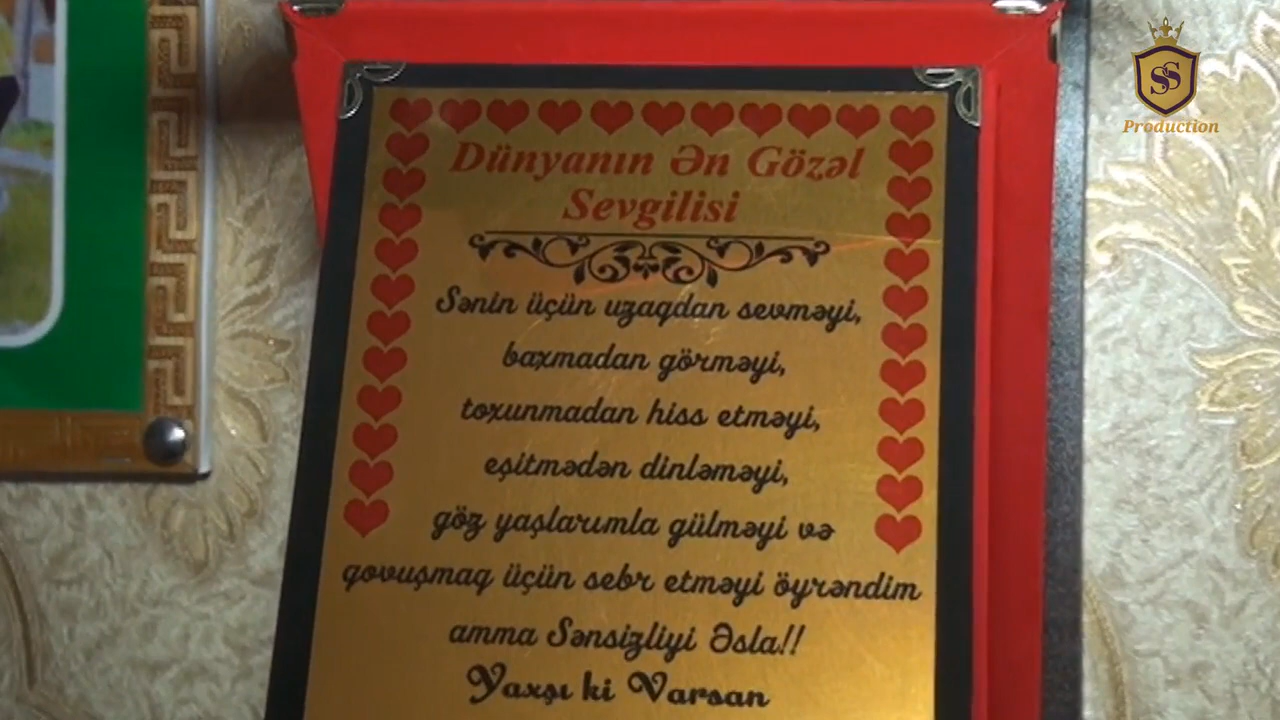 SS
Production
Dünyanın Ən Gözəl
Sevgilisi
Sənin üçün uzaqdan sevməyi,
baxmadan görməyi,
toxunmadan hiss etməyi,
eşitmədən dinləməyi,
göz yaşlarımla gülməyi və
qovuşmaq üçün sebr etməyi öyrəndim
amma Sənsizliyi Əsla!!
Yaxşı ki Varsan